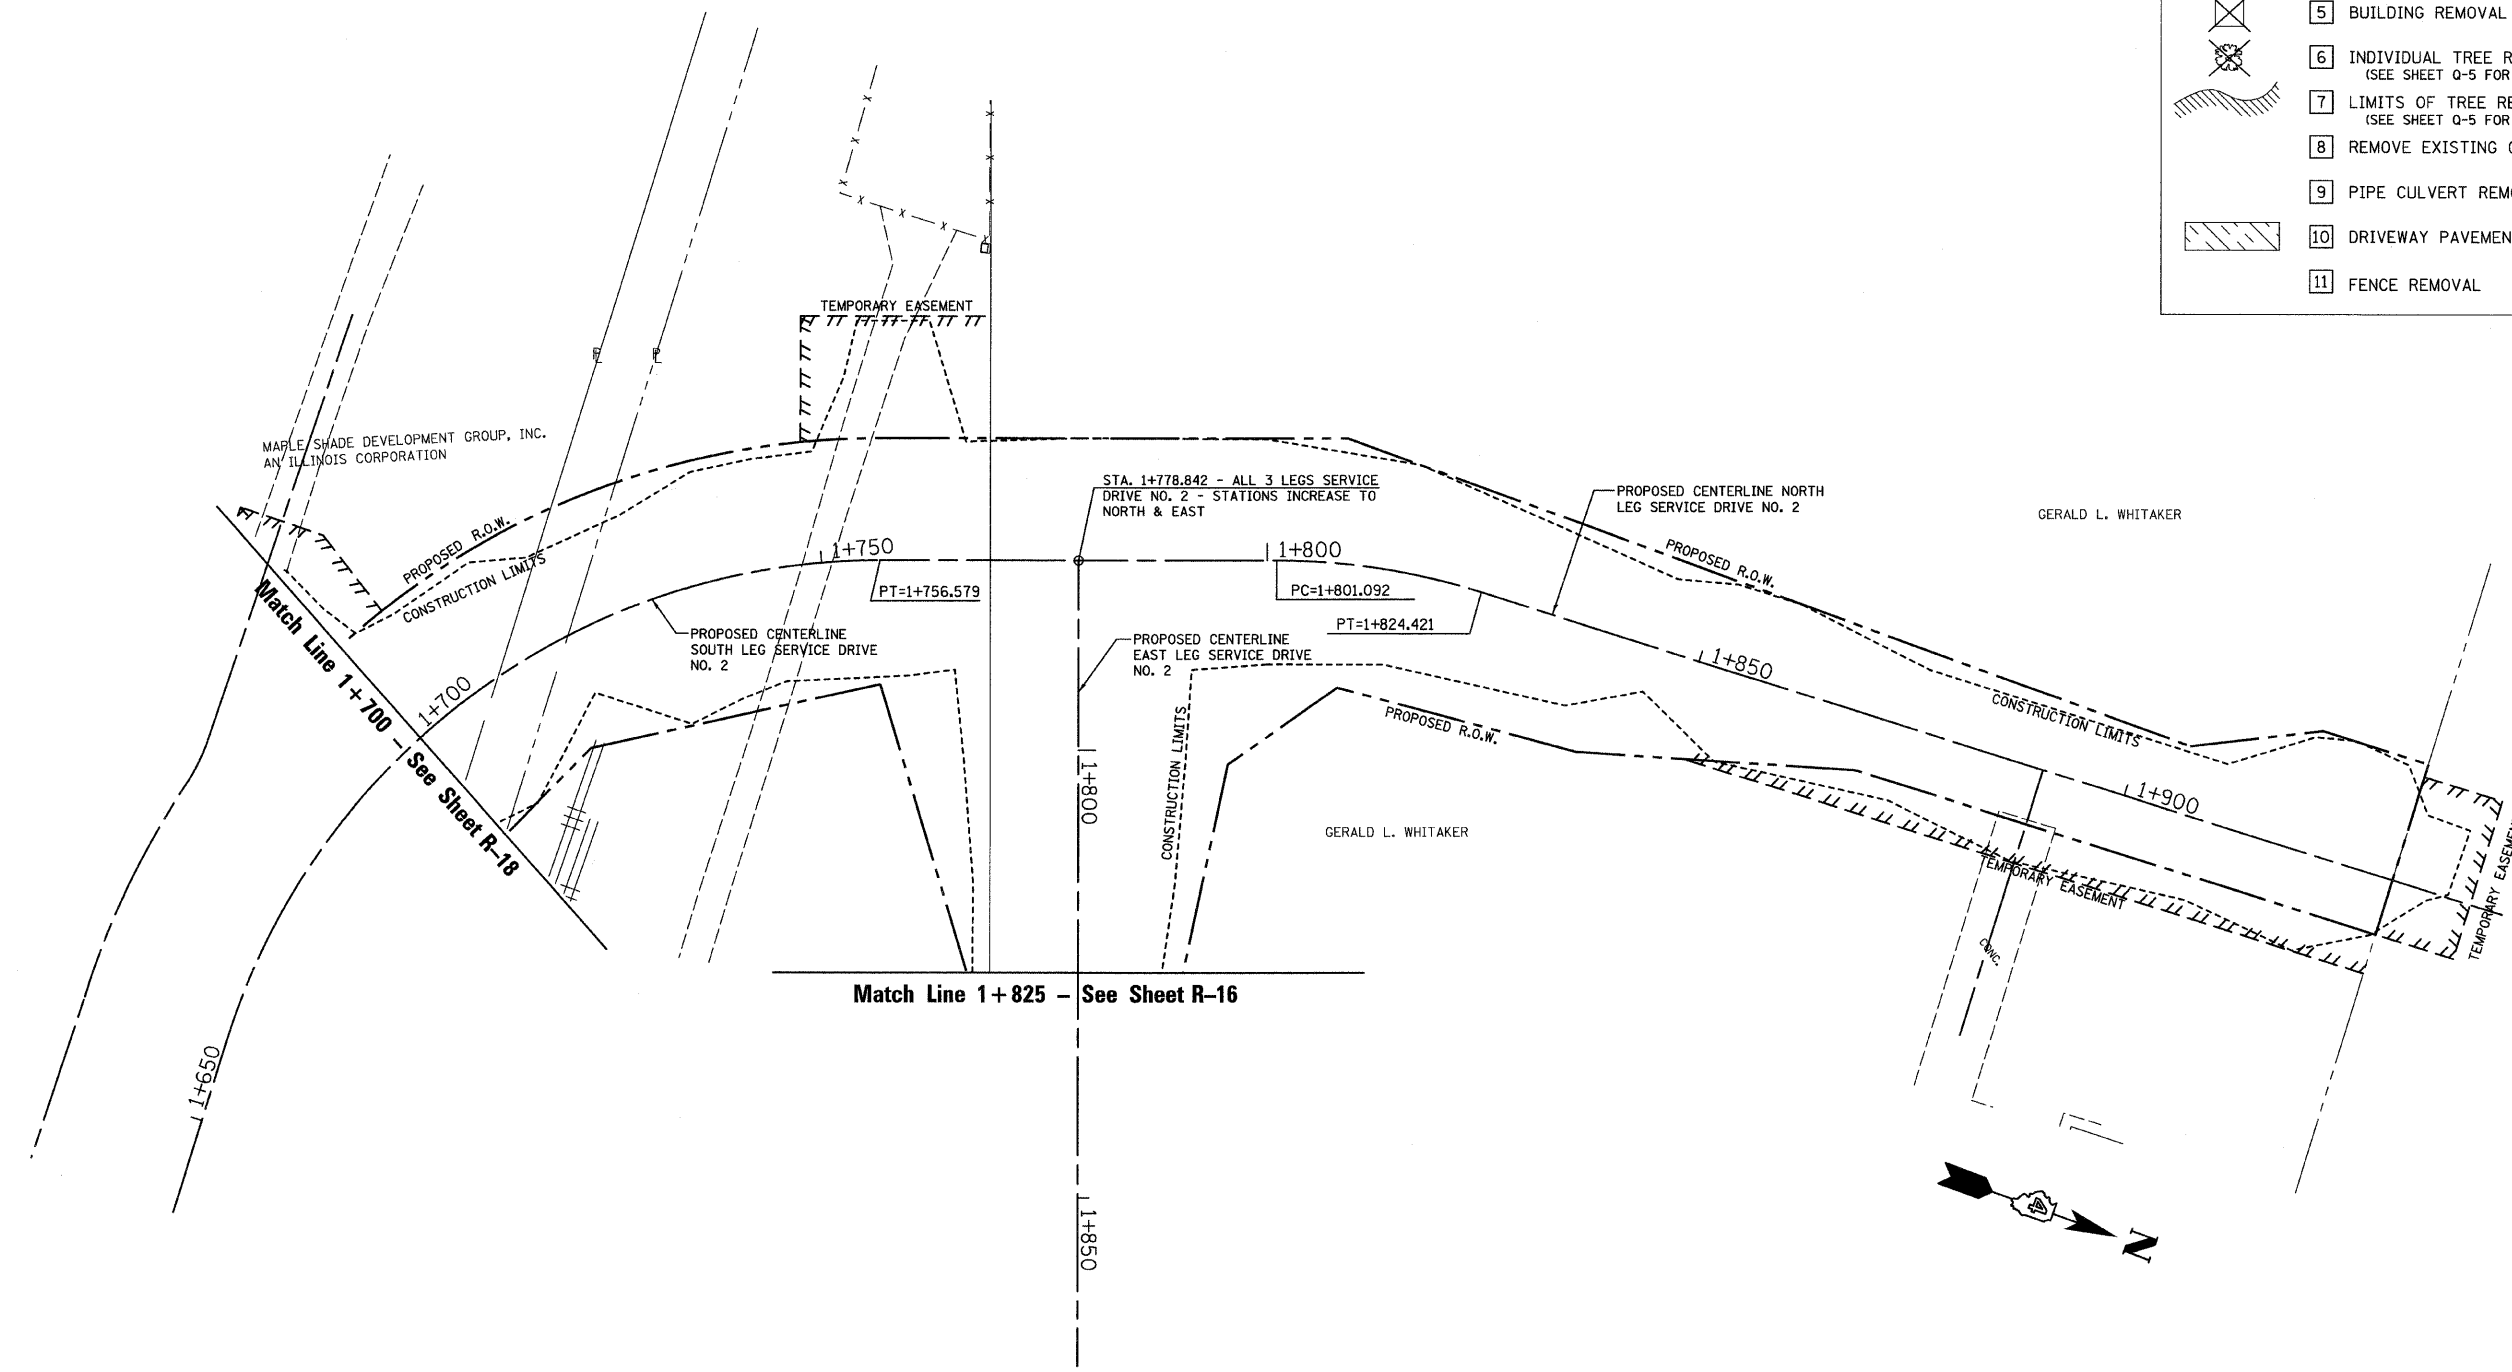 5 BUILDING REMOVAL
6 INDIVIDUAL TREE
(SEE SHEET Q-5 FOR
7 LIMITS OF TREE
(SEE SHEET Q-5 FOR
8 REMOVE EXISTING
9 PIPE CULVERT
10 DRIVEWAY
11 FENCE REMOVAL
TEMPORARY EASEMENT
MAPLE SHADE DEVELOPMENT GROUP, INC.
AN ILLINOIS CORPORATION
PROPOSED R.O.W.
CONSTRUCTION LIMITS
STA. 1+778.842 - ALL 3 LEGS SERVICE
DRIVE NO. 2 - STATIONS INCREASE TO
NORTH & EAST
PROPOSED CENTERLINE NORTH
LEG SERVICE DRIVE NO. 2
GERALD L. WHITAKER
1+750
1+800
PT=1+756.579
PC=1+801.092
PT=1+824.421
PROPOSED R.O.W.
PROPOSED CENTERLINE
SOUTH LEG SERVICE DRIVE
NO. 2
PROPOSED CENTERLINE
EAST LEG SERVICE DRIVE
NO. 2
1+700
1+850
Match Line 1+700 – See Sheet R–18
PROPOSED R.O.W.
CONSTRUCTION LIMITS
CONSTRUCTION LIMITS
1+800
1+900
GERALD L. WHITAKER
TEMPORARY EASEMENT
TEMPORARY
CONC.
Match Line 1+825 – See Sheet R–16
1+650
1+850
4
N